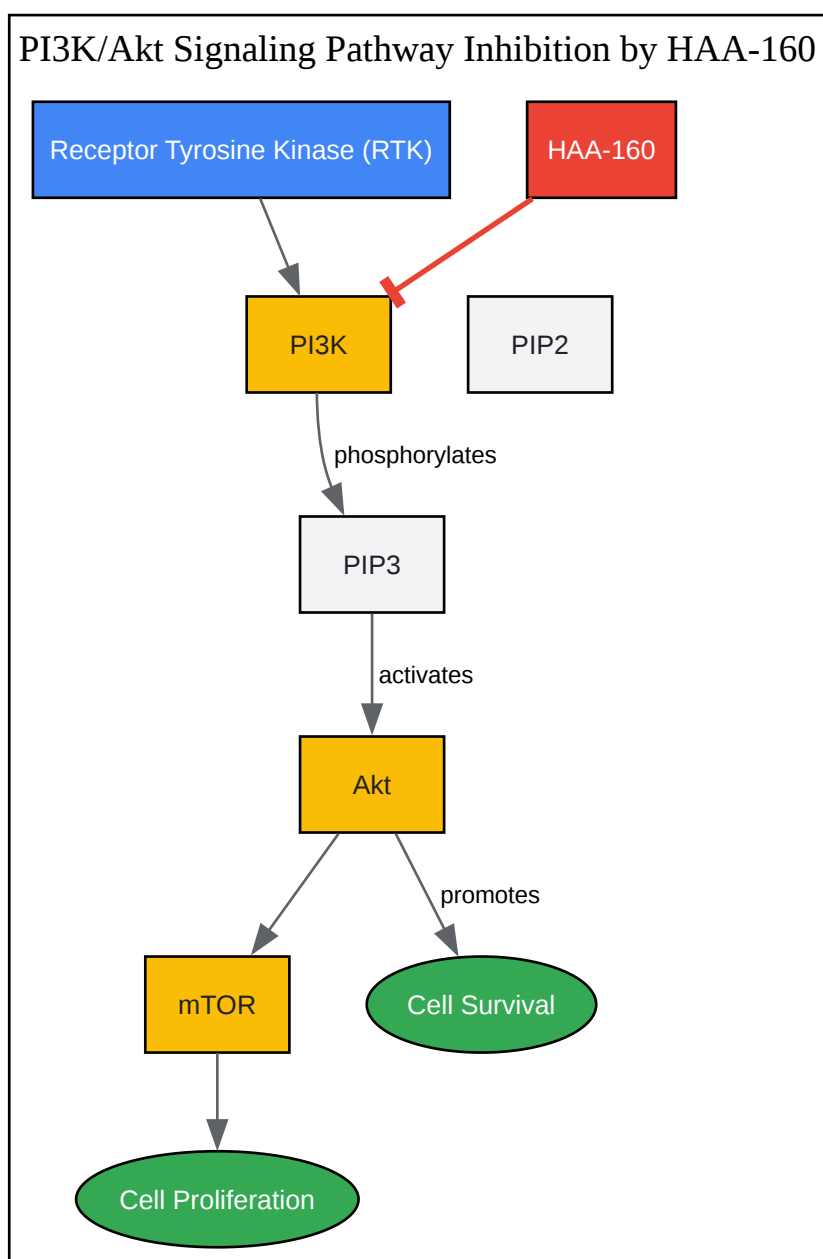 PI3K/Akt Signaling Pathway Inhibition by HAA-160
Receptor Tyrosine Kinase (RTK)
HAA-160
PI3K
PIP2
phosphorylates
PIP3
activates
Akt
promotes
mTOR
Cell Survival
Cell Proliferation